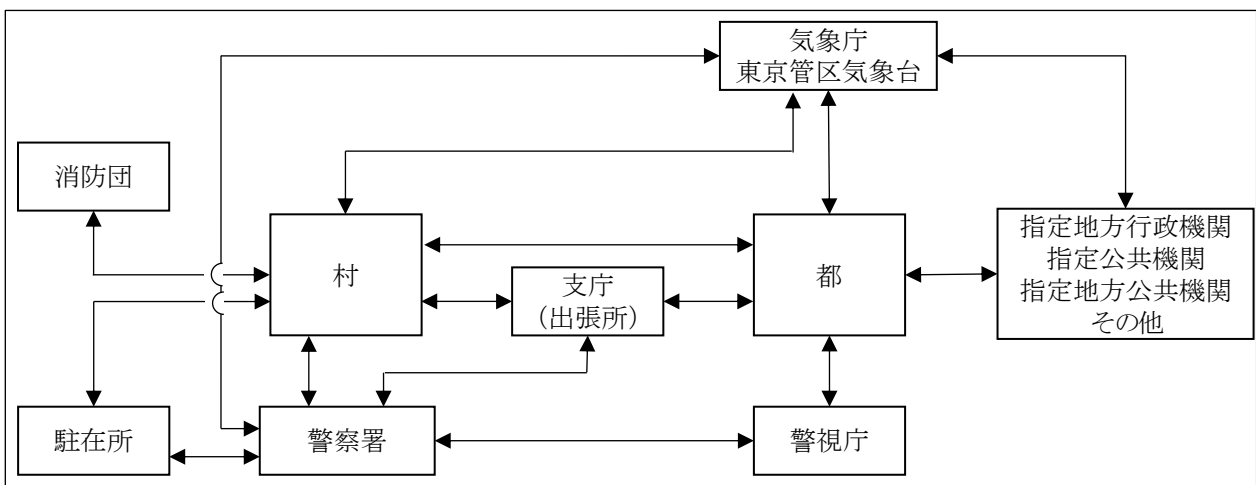 気象庁
東京管区気象台
消防団
村
支庁
（出張所）
都
指定地方行政機関
指定公共機関
指定地方公共機関
その他
駐在所
警察署
警視庁